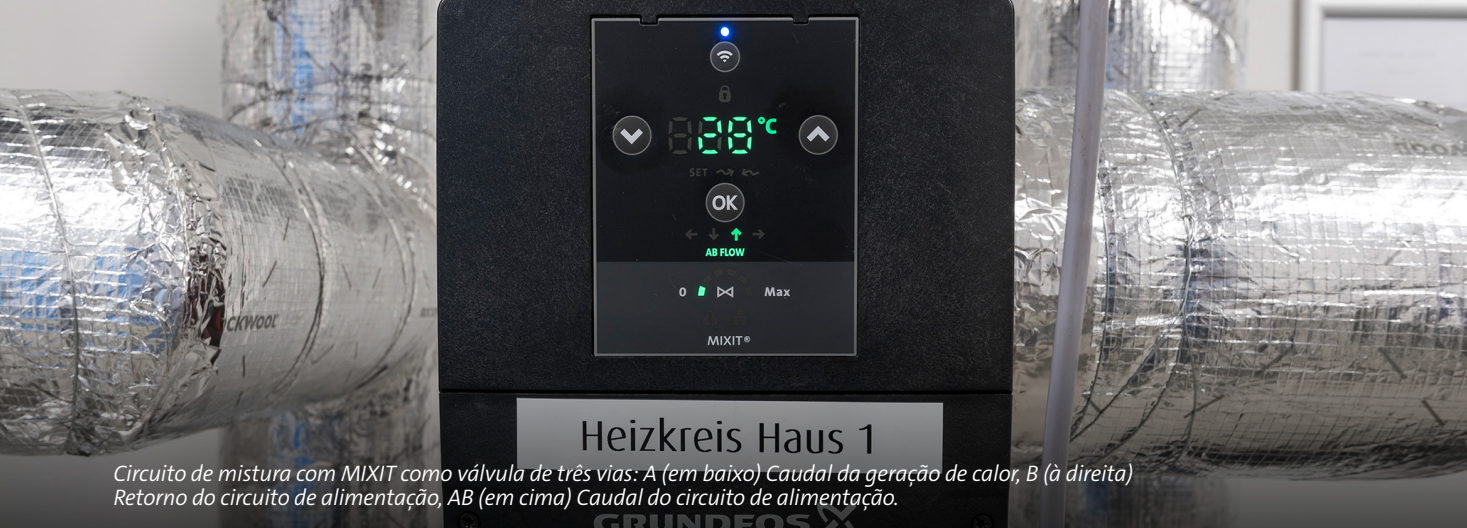 28 °C
SET
OK
AB FLOW
0 Max
MIXIT®
ROCKWOOL
Heizkreis Haus 1
Circuito de mistura com MIXIT como válvula de três vias: A (em baixo) Caudal da geração de calor, B (à direita)
Retorno do circuito de alimentação, AB (em cima) Caudal do circuito de alimentação.
GRUNDFOS